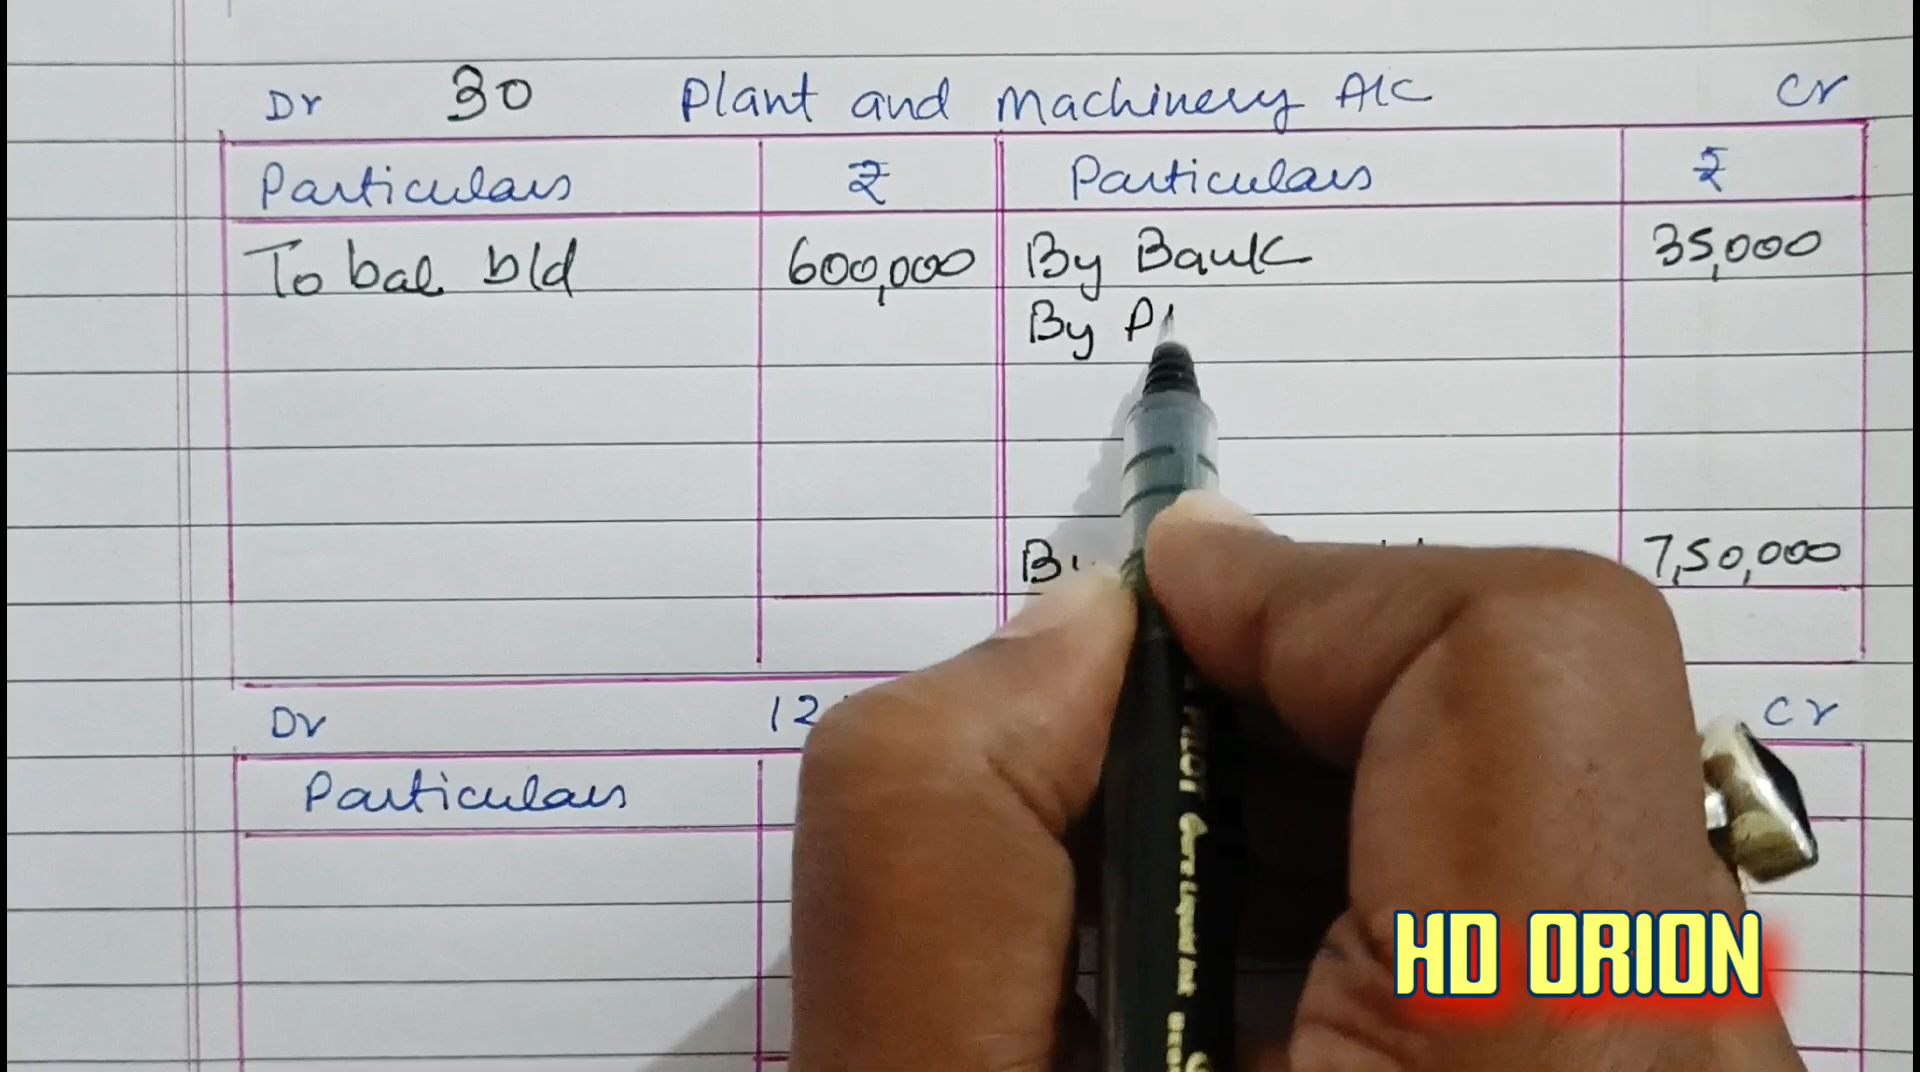 Dr 30 Plant and Machinery A/C Cr
Particulars ₹ Particulars ₹
To bal b/d 600,000 By Bank 35,000
By P
7,50,000
Dr 12 Cr
Particulars
PILOT
HD ORION